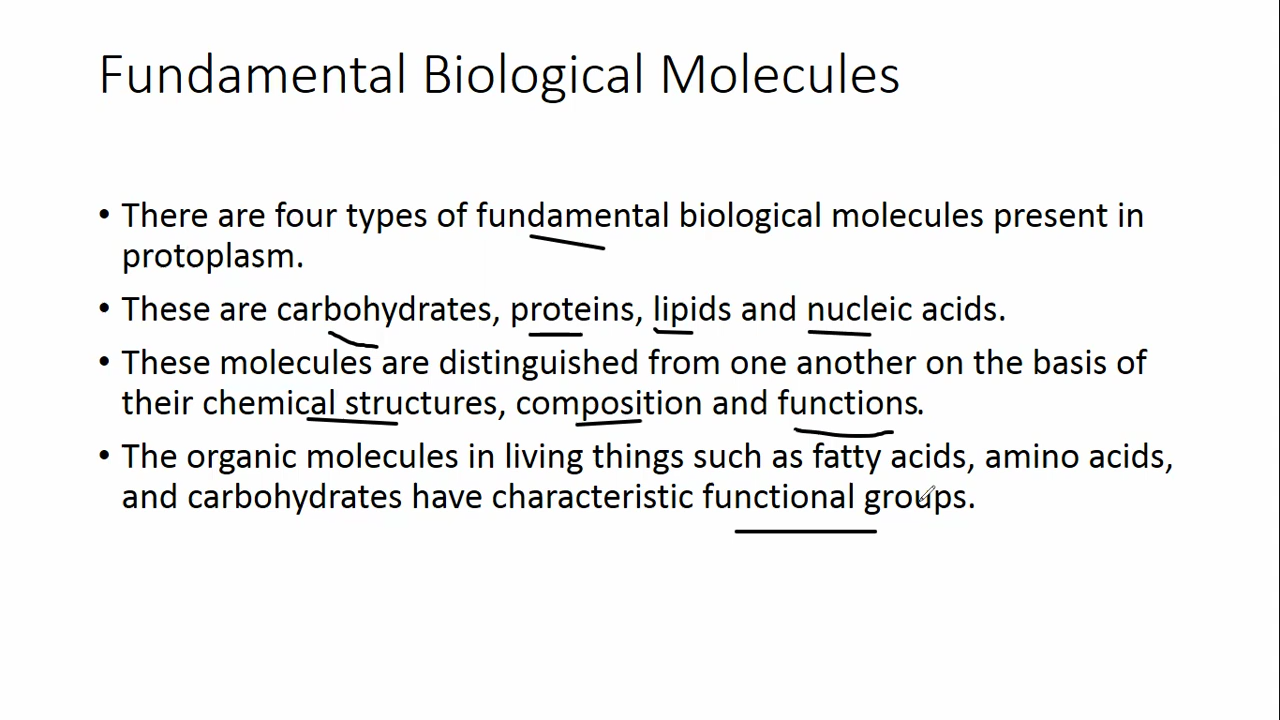 Fundamental Biological Molecules
• There are four types of fundamental biological molecules present in
protoplasm.
• These are carbohydrates, proteins, lipids and nucleic acids.
• These molecules are distinguished from one another on the basis of
their chemical structures, composition and functions.
• The organic molecules in living things such as fatty acids, amino acids,
and carbohydrates have characteristic functional groups.